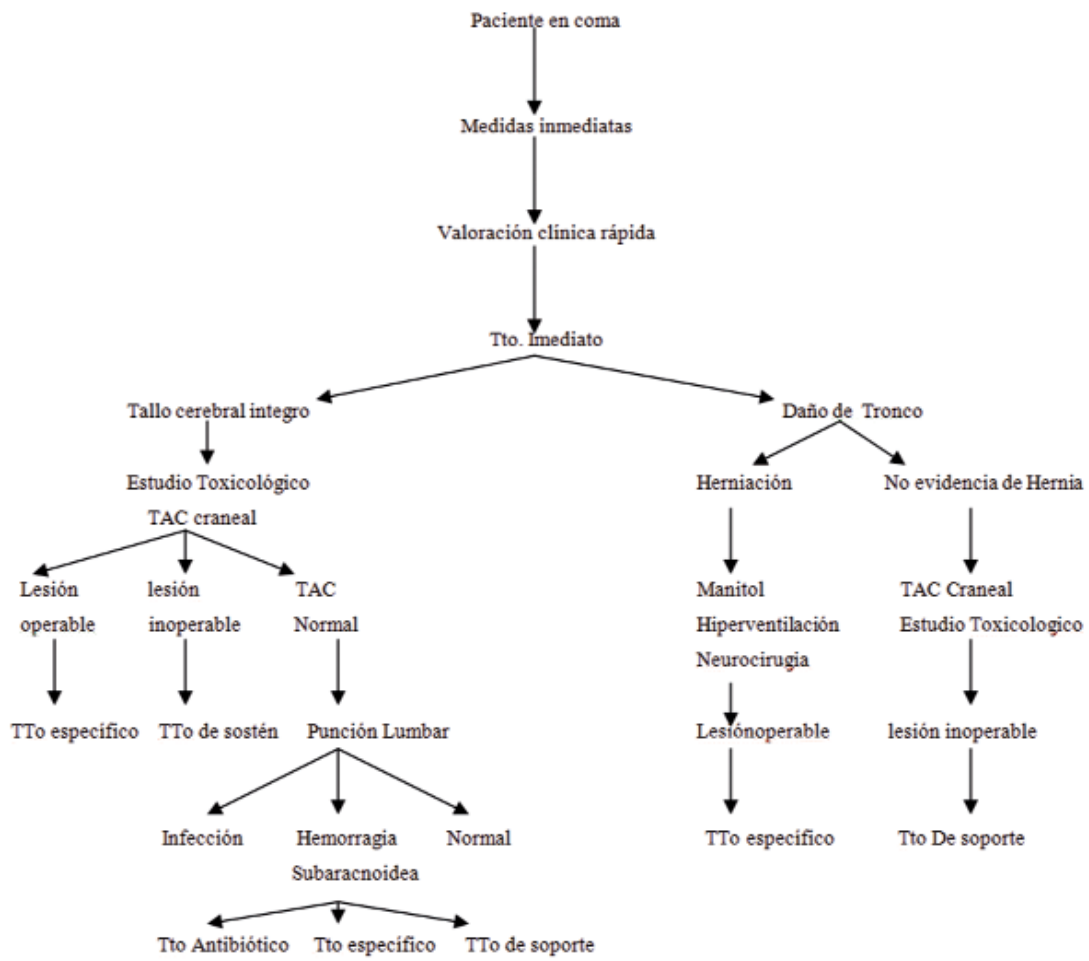 Paciente en coma
Medidas inmediatas
Valoración clínica rápida
Tto. Imediato
Tallo cerebral integro
Daño de Tronco
Estudio Toxicológico
TAC craneal
Herniación
No evidencia de Hernia
Lesión
operable
lesión
inoperable
TAC
Normal
Manitol
Hiperventilación
Neurocirugía
TAC Craneal
Estudio Toxicologico
TTo específico
TTo de sostén
Punción Lumbar
Lesiónoperable
lesión inoperable
Infección
Hemorragia
Subaracnoidea
Normal
TTo específico
Tto De soporte
Tto Antibiótico
Tto específico
TTo de soporte